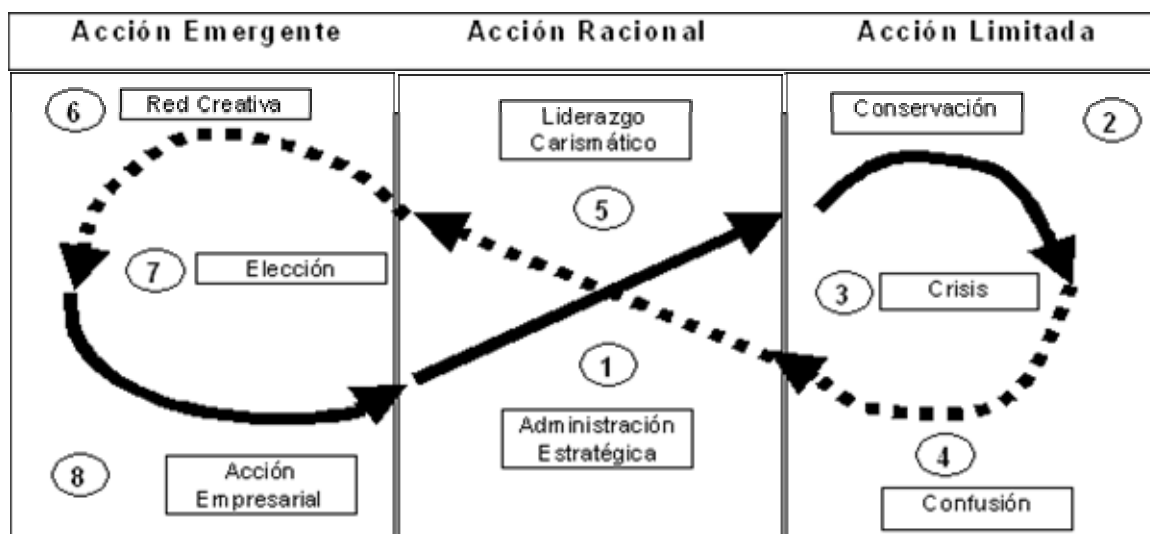 Acción Emergente
Acción Racional
Acción Limitada
6
Red Creativa
Liderazgo
Carismático
Conservación
2
5
7
Elección
3
Crisis
1
8
Acción
Empresarial
Administración
Estratégica
4
Confusión